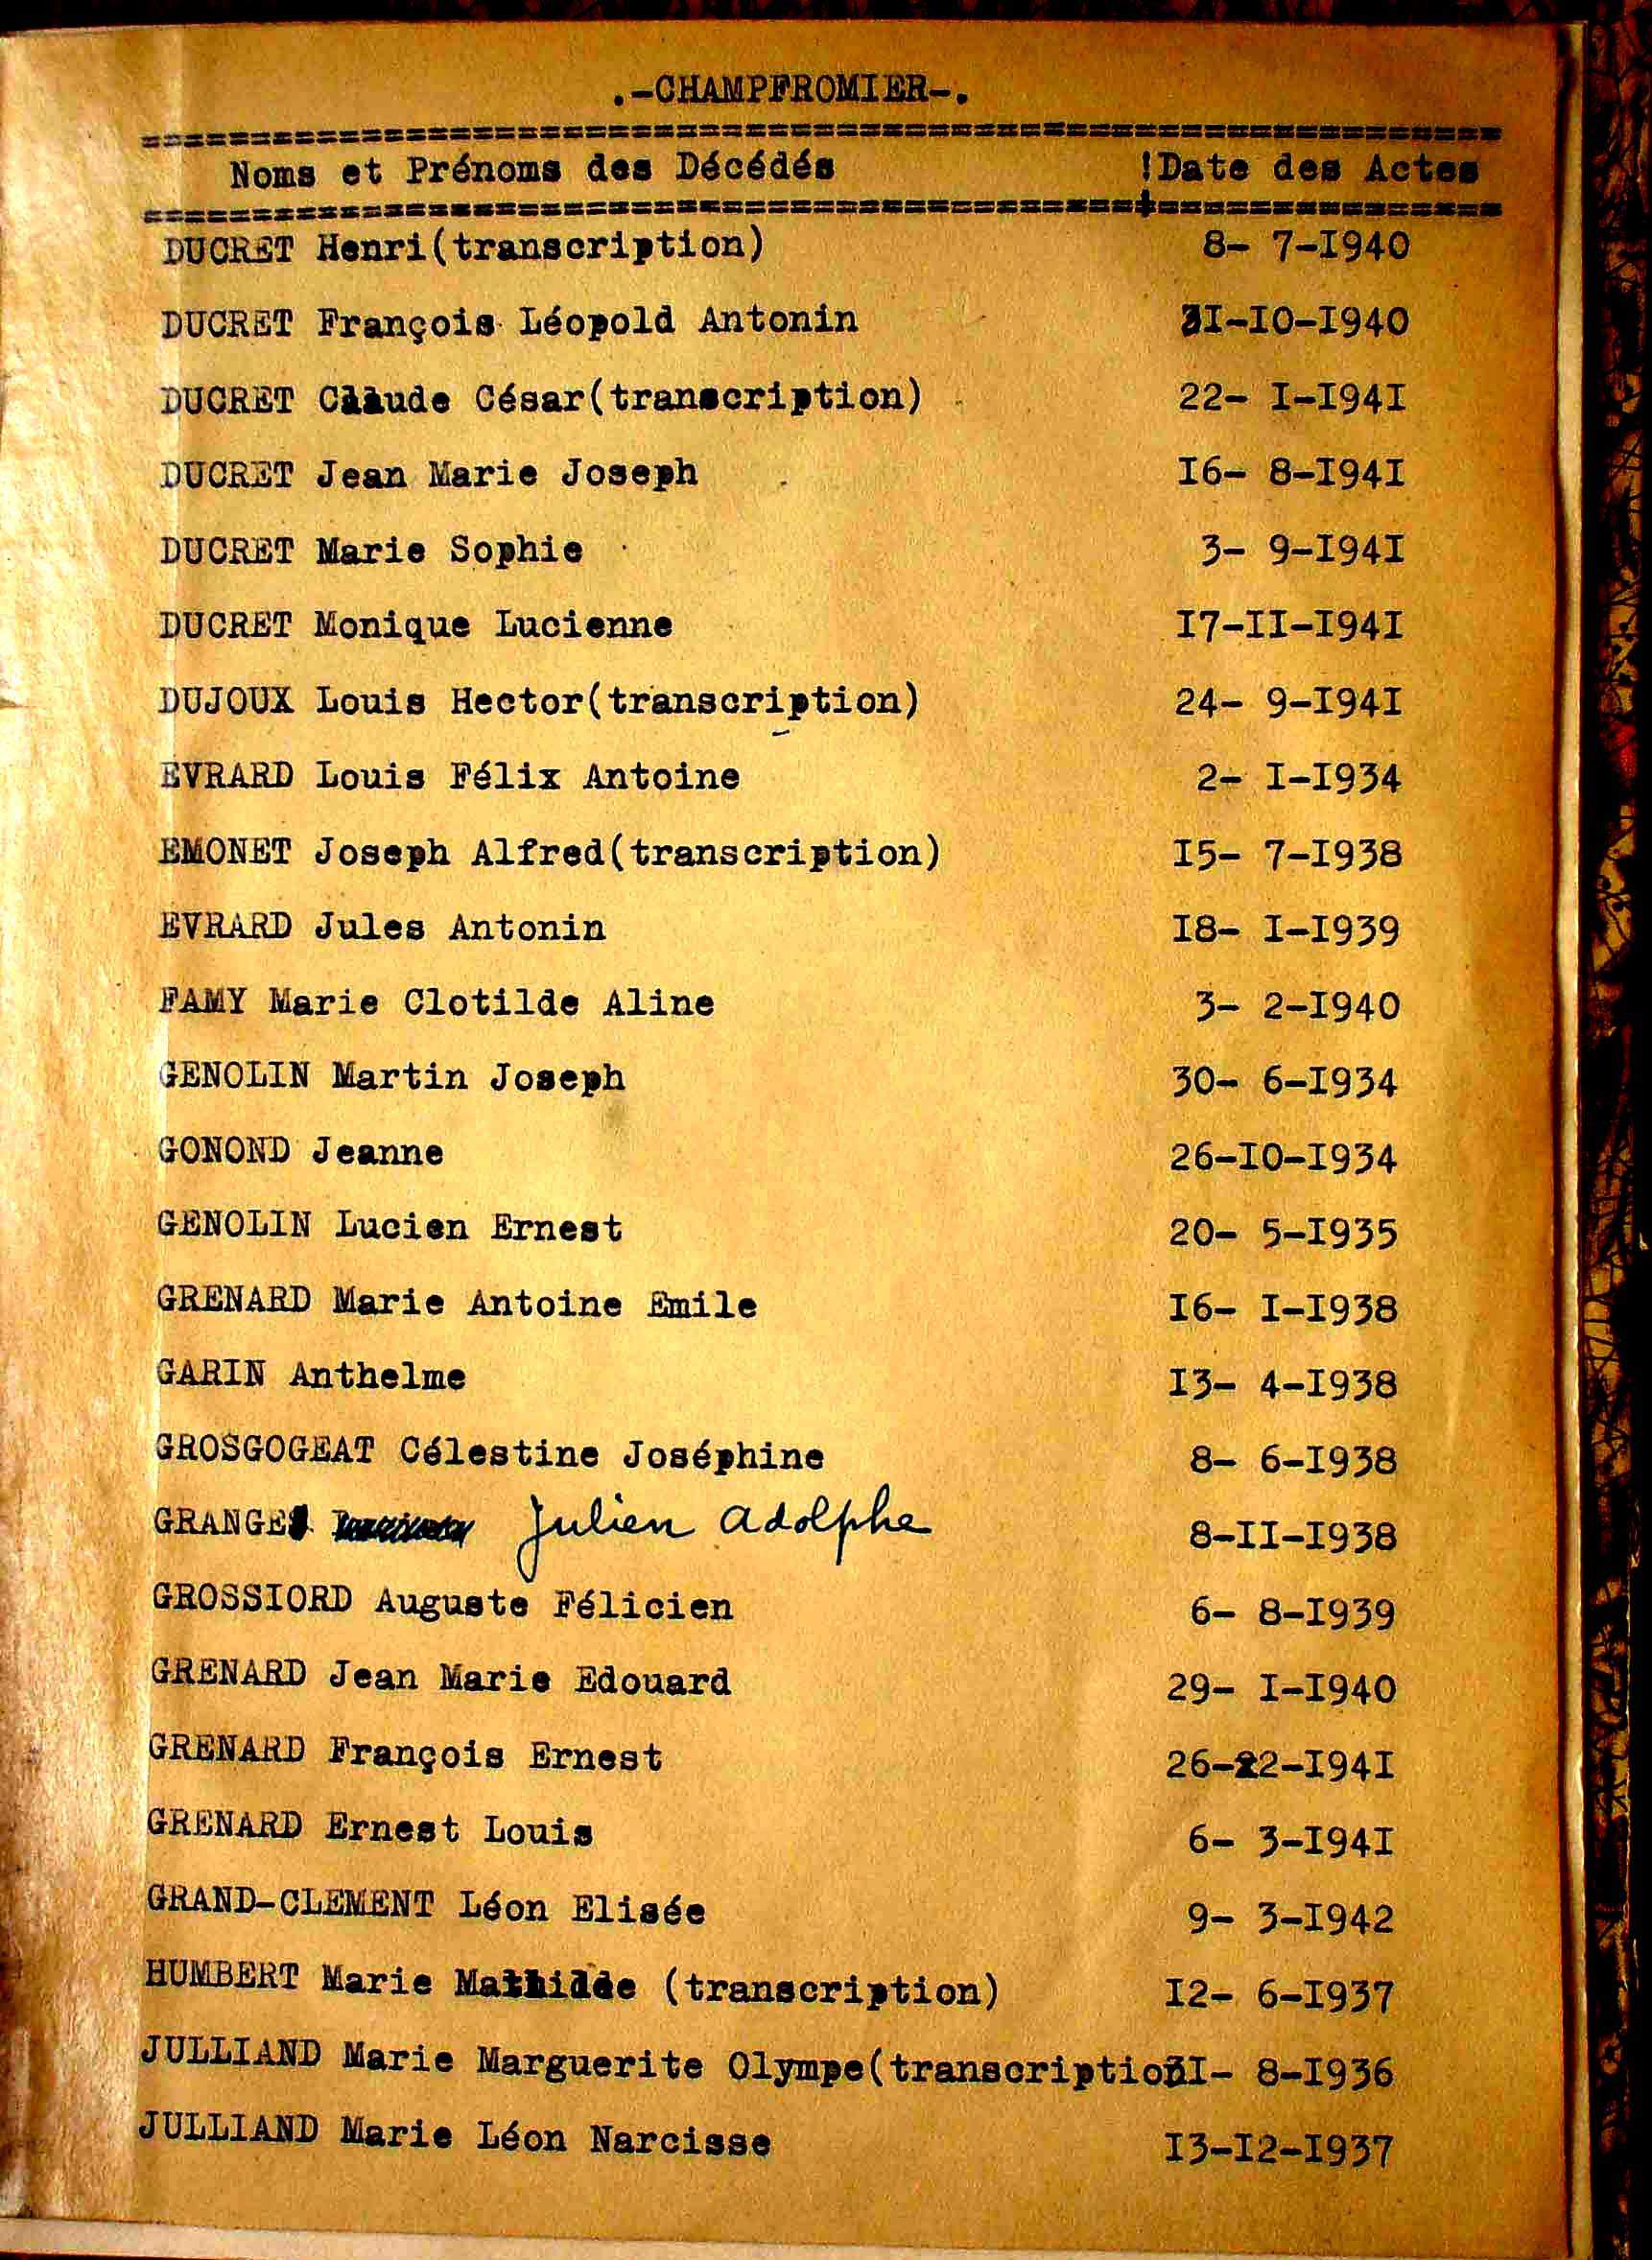 .-CHAMPFROMIER-.
Noms et Prénoms des Décédés !Date des Actes
DUCRET Henri(transcription) 8- 7-I940
DUCRET François Léopold Antonin 3I-I0-I940
DUCRET Claude César(transcription) 22- I-I94I
DUCRET Jean Marie Joseph I6- 8-I94I
DUCRET Marie Sophie 3- 9-I94I
DUCRET Monique Lucienne I7-II-I94I
DUJOUX Louis Hector(transcription) 24- 9-I94I
EVRARD Louis Félix Antoine 2- I-I934
EMONET Joseph Alfred(transcription) I5- 7-I938
EVRARD Jules Antonin I8- I-I939
FAMY Marie Clotilde Aline 3- 2-I940
GENOLIN Martin Joseph 30- 6-I934
GONOND Jeanne 26-I0-I934
GENOLIN Lucien Ernest 20- 5-I935
GRENARD Marie Antoine Emile I6- I-I938
GARIN Anthelme I3- 4-I938
GROSGOGEAT Célestine Joséphine 8- 6-I938
GRANGE Julien Adolphe 8-II-I938
GROSSIORD Auguste Félicien 6- 8-I939
GRENARD Jean Marie Edouard 29- I-I940
GRENARD François Ernest 26-22-I94I
GRENARD Ernest Louis 6- 3-I94I
GRAND-CLEMENT Léon Elisée 9- 3-I942
HUMBERT Marie Mathilde (transcription) I2- 6-I937
JULLIAND Marie Marguerite Olympe(transcription 3I- 8-I936
JULLIAND Marie Léon Narcisse I3-I2-I937